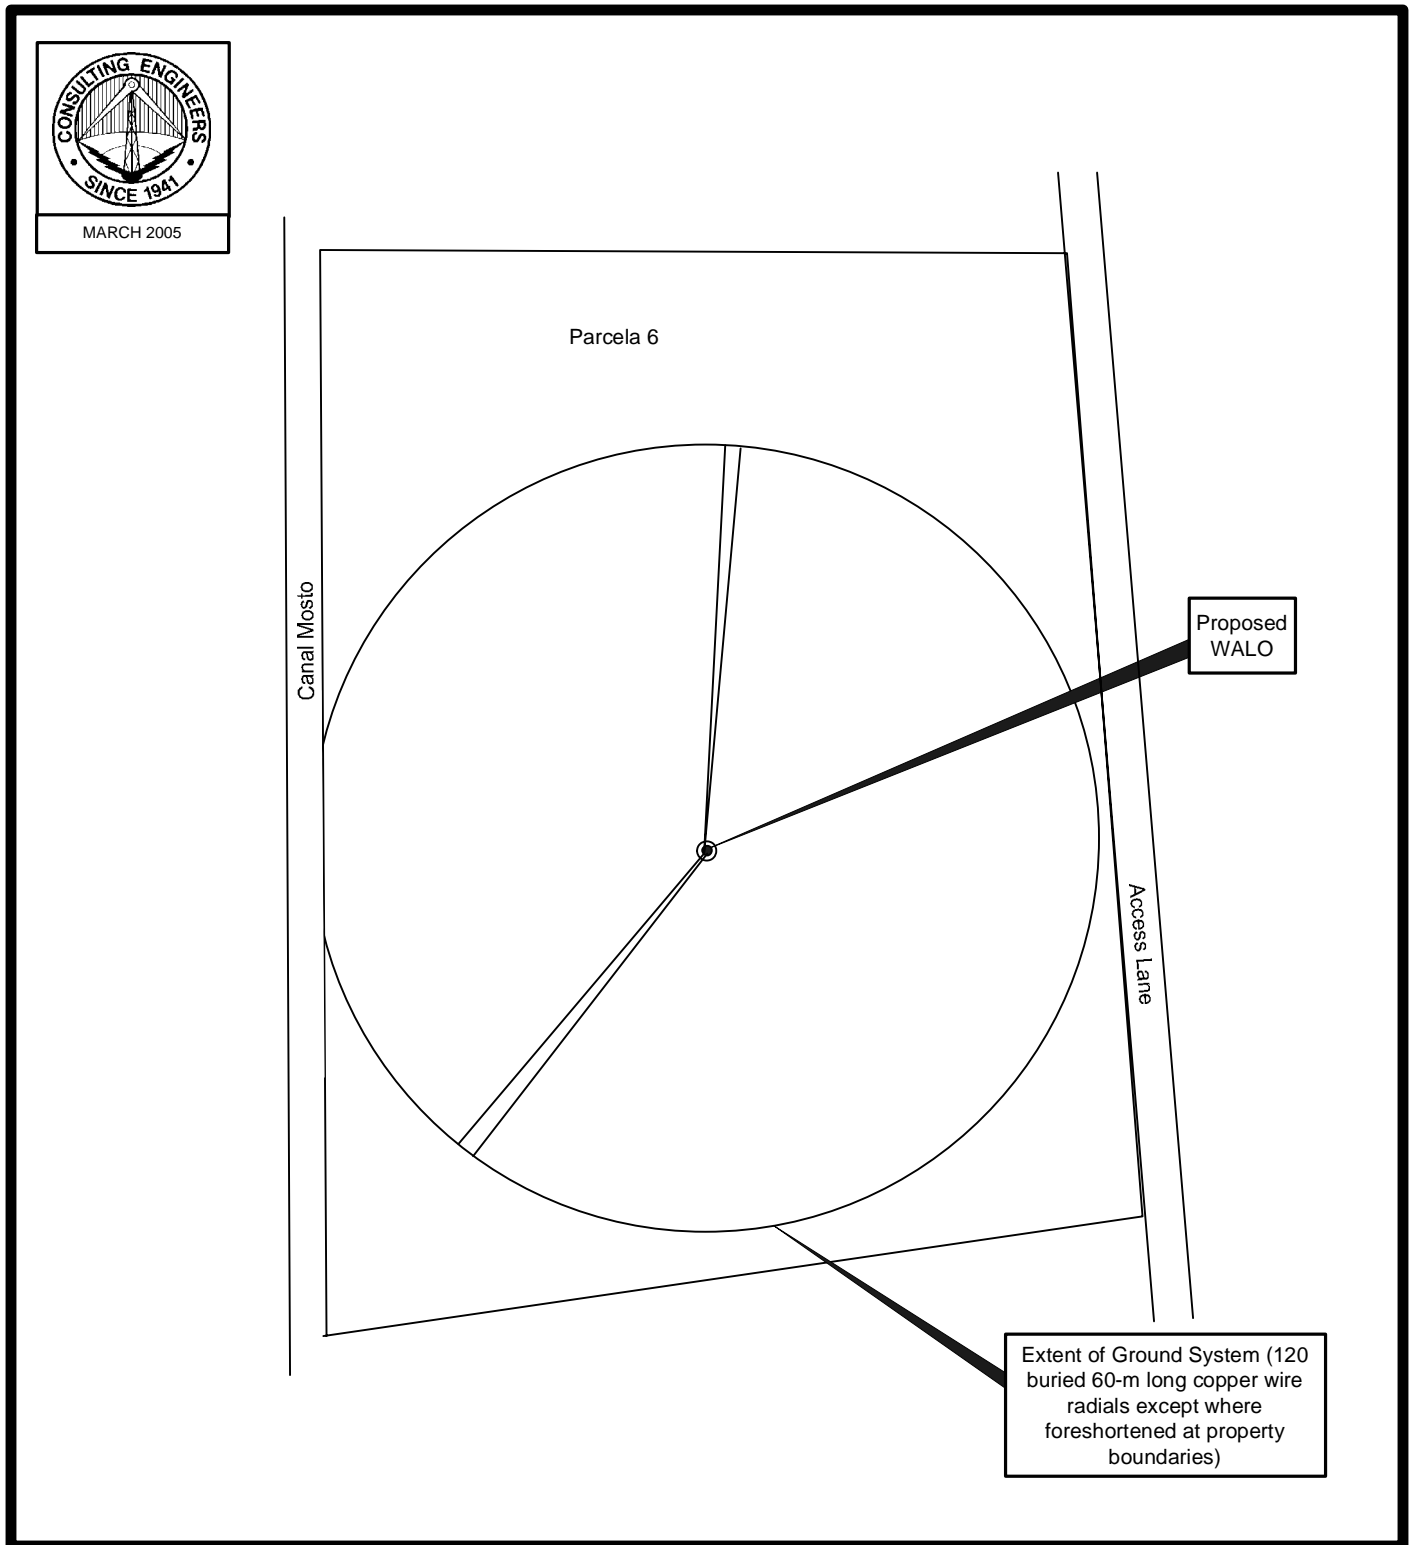 CONSULTING ENGINEERS
SINCE 1941
MARCH 2005
Parcela 6
Canal Mosto
Proposed
WALO
Access Lane
Extent of Ground System (120
buried 60-m long copper wire
radials except where
foreshortened at property
boundaries)